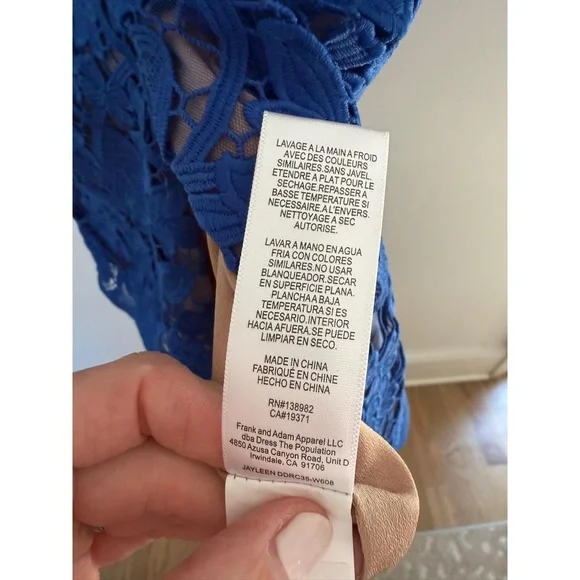 LAVAGE A LA MAIN A FROID
AVEC DES COULEURS
SIMILAIRES.SANS JAVEL.
ETENDRE A PLAT POUR LE
SECHAGE.REPASSER A
BASSE TEMPERATURE SI
NECESSAIRE.A L'ENVERS.
NETTOYAGE A SEC
AUTORISE.
LAVAR A MANO EN AGUA
FRIA CON COLORES
SIMILARES.NO USAR
BLANQUEADOR.SECAR
EN SUPERFICIE PLANA.
PLANCHA A BAJA
TEMPERATURA SI ES
NECESARIO.INTERIOR
HACIA AFUERA.SE PUEDE
LIMPIAR EN SECO.
MADE IN CHINA
FABRIQUÉ EN CHINE
HECHO EN CHINA
RN#138982
CA#19371
Frank and Adam Apparel LLC
dba Dress The Population
4850 Azusa Canyon Road, Unit D
Irwindale, CA 91706
JAYLEEN DDRC35-W608